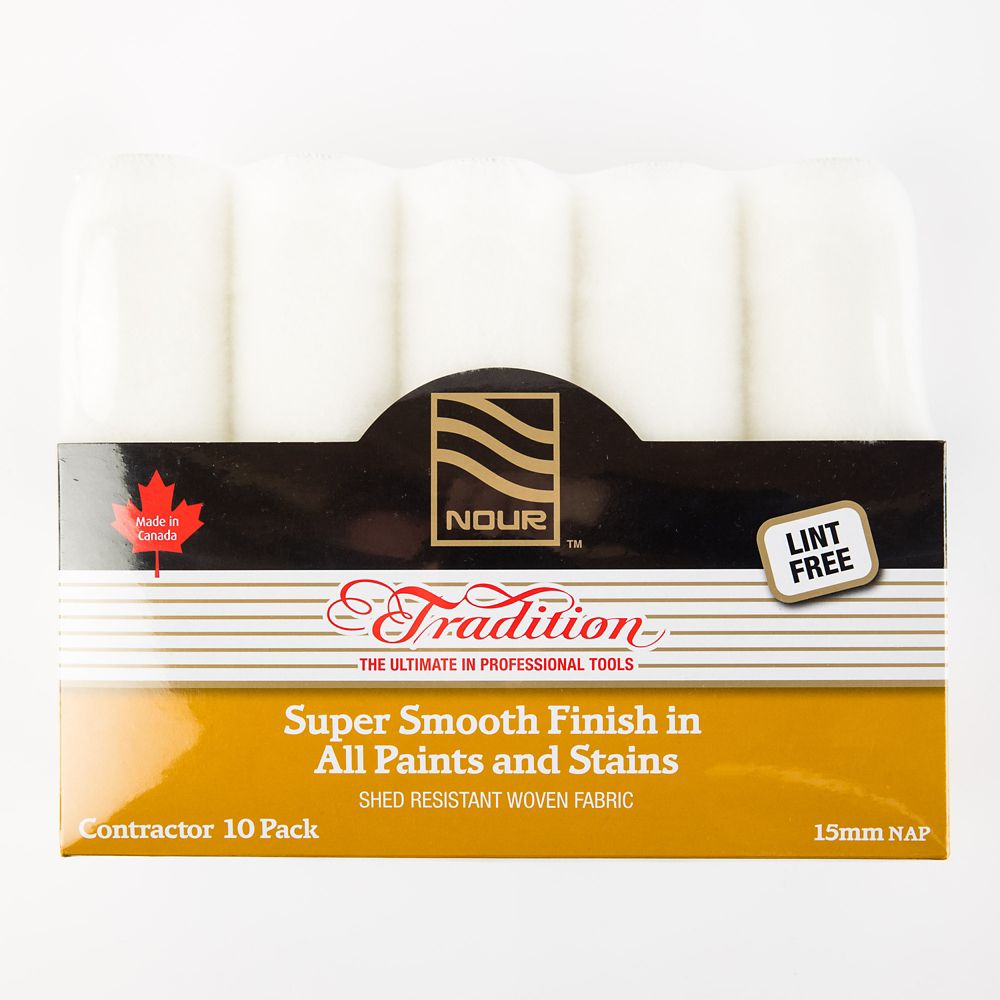 NOUR
TM
Made in
Canada
LINT
FREE
Tradition
THE ULTIMATE IN PROFESSIONAL TOOLS
Super Smooth Finish in
All Paints and Stains
SHED RESISTANT WOVEN FABRIC
Contractor 10 Pack
15mm NAP